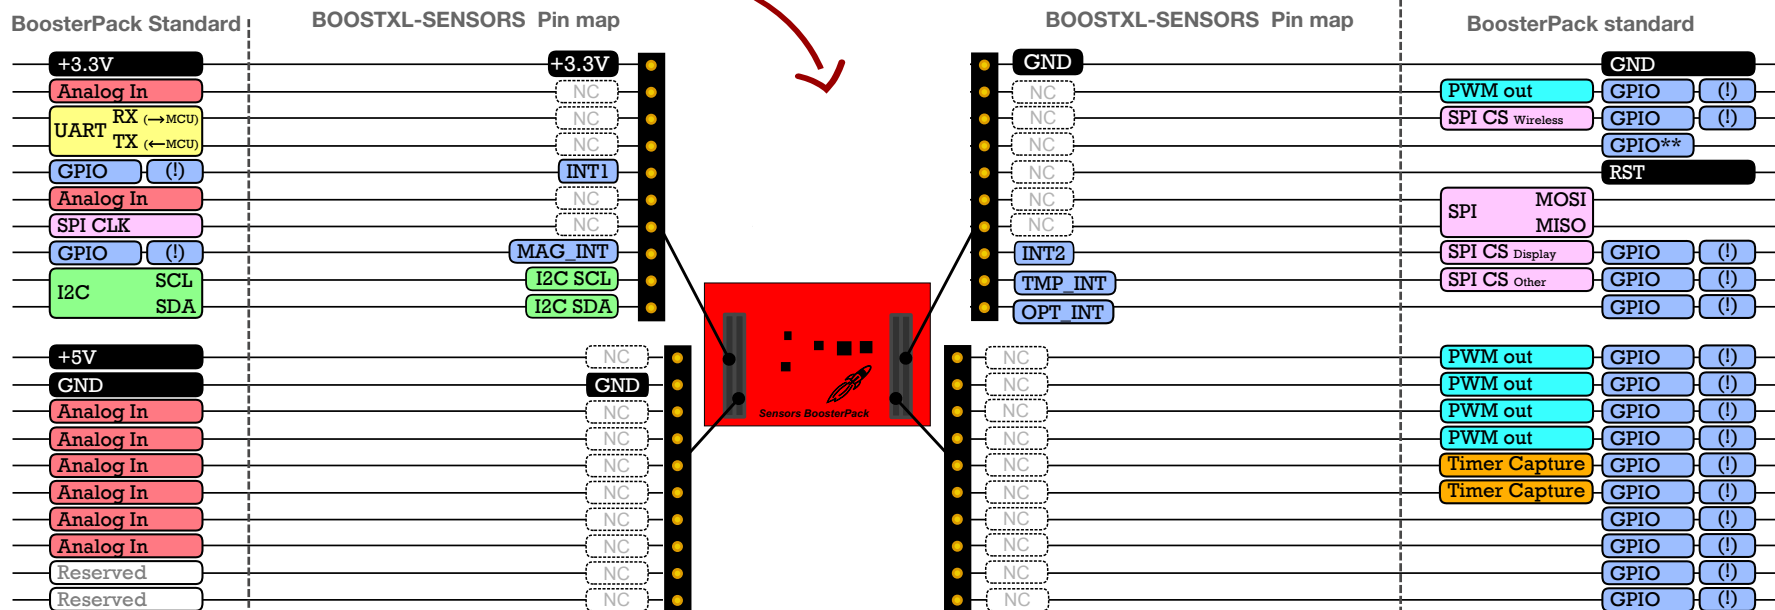 BoosterPack Standard BOOSTXL-SENSORS Pin map BOOSTXL-SENSORS Pin map BoosterPack standard
+3.3V +3.3V GND GND
Analog In NC NC PWM out GPIO (!)
UART RX (→MCU) NC NC SPI CS Wireless GPIO (!)
TX (←MCU) NC NC GPIO**
GPIO (!) INT1 NC RST
Analog In NC NC SPI MOSI
SPI CLK NC NC MISO
GPIO (!) MAG_INT INT2 SPI CS Display GPIO (!)
I2C SCL I2C SCL TMP_INT SPI CS Other GPIO (!)
SDA I2C SDA OPT_INT GPIO (!)
+5V NC NC PWM out GPIO (!)
GND GND NC PWM out GPIO (!)
Analog In NC Sensors BoosterPack NC PWM out GPIO (!)
Analog In NC NC PWM out GPIO (!)
Analog In NC NC Timer Capture GPIO (!)
Analog In NC NC Timer Capture GPIO (!)
Analog In NC NC GPIO (!)
Analog In NC NC GPIO (!)
Reserved NC NC GPIO (!)
Reserved NC NC GPIO (!)